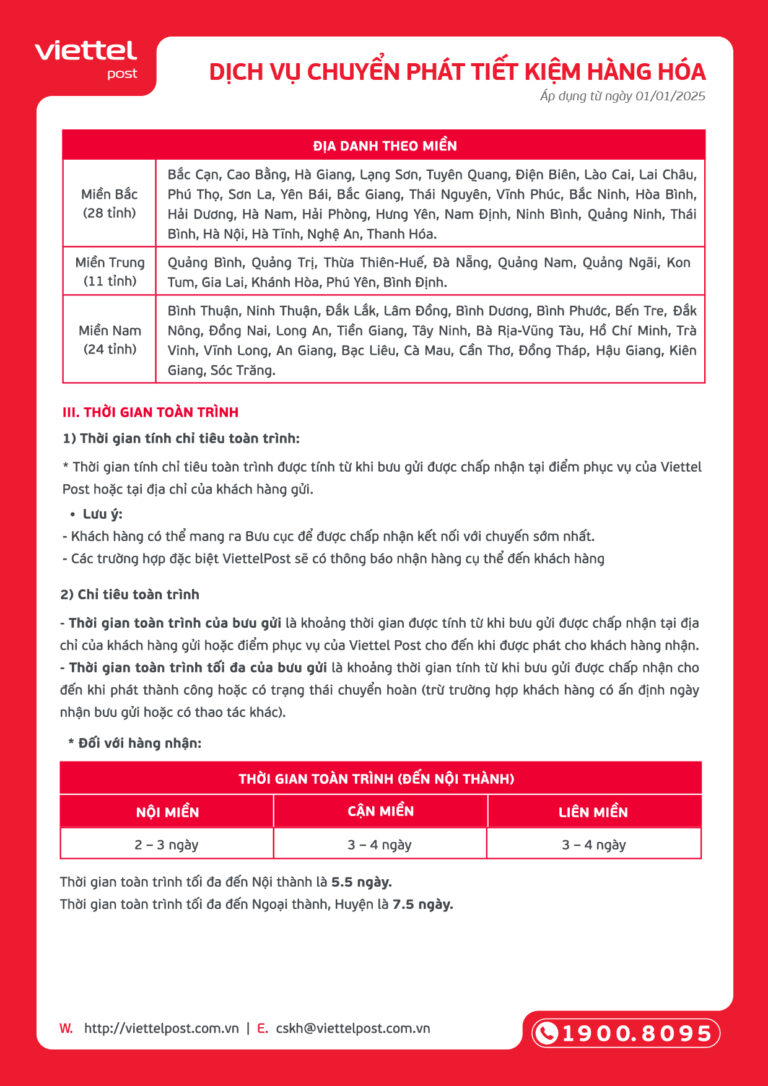 viettel
post
DỊCH VỤ CHUYỂN PHÁT TIẾT KIỆM HÀNG HÓA
Áp dụng từ ngày 01/01/2025
ĐỊA DANH THEO MIỀN
Miền Bắc
(28 tỉnh)
Bắc Cạn, Cao Bằng, Hà Giang, Lạng Sơn, Tuyên Quang, Điện Biên, Lào Cai, Lai Châu,
Phú Thọ, Sơn La, Yên Bái, Bắc Giang, Thái Nguyên, Vĩnh Phúc, Bắc Ninh, Hòa Bình,
Hải Dương, Hà Nam, Hải Phòng, Hưng Yên, Nam Định, Ninh Bình, Quảng Ninh, Thái
Bình, Hà Nội, Hà Tĩnh, Nghệ An, Thanh Hóa.
Miền Trung
(11 tỉnh)
Quảng Bình, Quảng Trị, Thừa Thiên-Huế, Đà Nẵng, Quảng Nam, Quảng Ngãi, Kon
Tum, Gia Lai, Khánh Hòa, Phú Yên, Bình Định.
Miền Nam
(24 tỉnh)
Bình Thuận, Ninh Thuận, Đắk Lắk, Lâm Đồng, Bình Dương, Bình Phước, Bến Tre, Đắk
Nông, Đồng Nai, Long An, Tiền Giang, Tây Ninh, Bà Rịa-Vũng Tàu, Hồ Chí Minh, Trà
Vinh, Vĩnh Long, An Giang, Bạc Liêu, Cà Mau, Cần Thơ, Đồng Tháp, Hậu Giang, Kiên
Giang, Sóc Trăng.
III. THỜI GIAN TOÀN TRÌNH
1) Thời gian tính chỉ tiêu toàn trình:
* Thời gian tính chỉ tiêu toàn trình được tính từ khi bưu gửi được chấp nhận tại điểm phục vụ của Viettel
Post hoặc tại địa chỉ của khách hàng gửi.
• Lưu ý:
- Khách hàng có thể mang ra Bưu cục để được chấp nhận kết nối với chuyến sớm nhất.
- Các trường hợp đặc biệt ViettelPost sẽ có thông báo nhận hàng cụ thể đến khách hàng
2) Chỉ tiêu toàn trình
- Thời gian toàn trình của bưu gửi là khoảng thời gian được tính từ khi bưu gửi được chấp nhận tại địa
chỉ của khách hàng gửi hoặc điểm phục vụ của Viettel Post cho đến khi được phát cho khách hàng nhận.
- Thời gian toàn trình tối đa của bưu gửi là khoảng thời gian tính từ khi bưu gửi được chấp nhận cho
đến khi phát thành công hoặc có trạng thái chuyển hoàn (trừ trường hợp khách hàng có ấn định ngày
nhận bưu gửi hoặc có thao tác khác).
* Đối với hàng nhận:
THỜI GIAN TOÀN TRÌNH (ĐẾN NỘI THÀNH)
NỘI MIỀN
CẬN MIỀN
LIÊN MIỀN
2 – 3 ngày
3 – 4 ngày
3 – 4 ngày
Thời gian toàn trình tối đa đến Nội thành là 5.5 ngày.
Thời gian toàn trình tối đa đến Ngoại thành, Huyện là 7.5 ngày.
W. http://viettelpost.com.vn | E. cskh@viettelpost.com.vn
1900.8095